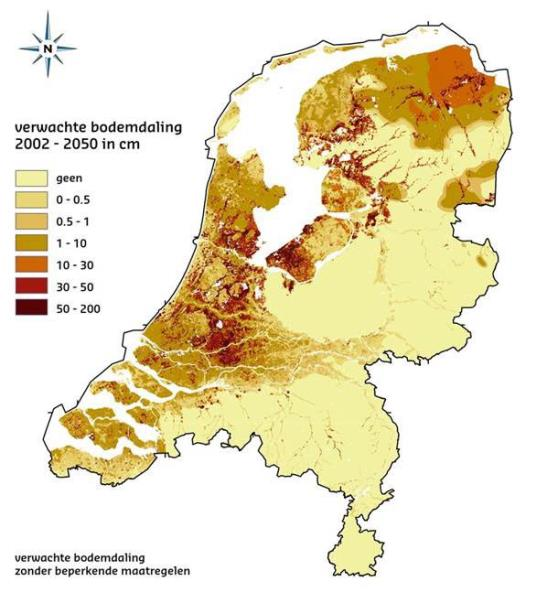 N
verwachte bodemdaling
2002 - 2050 in cm
geen
0 - 0.5
0.5 - 1
1 - 10
10 - 30
30 - 50
50 - 200
verwachte bodemdaling
zonder beperkende maatregelen